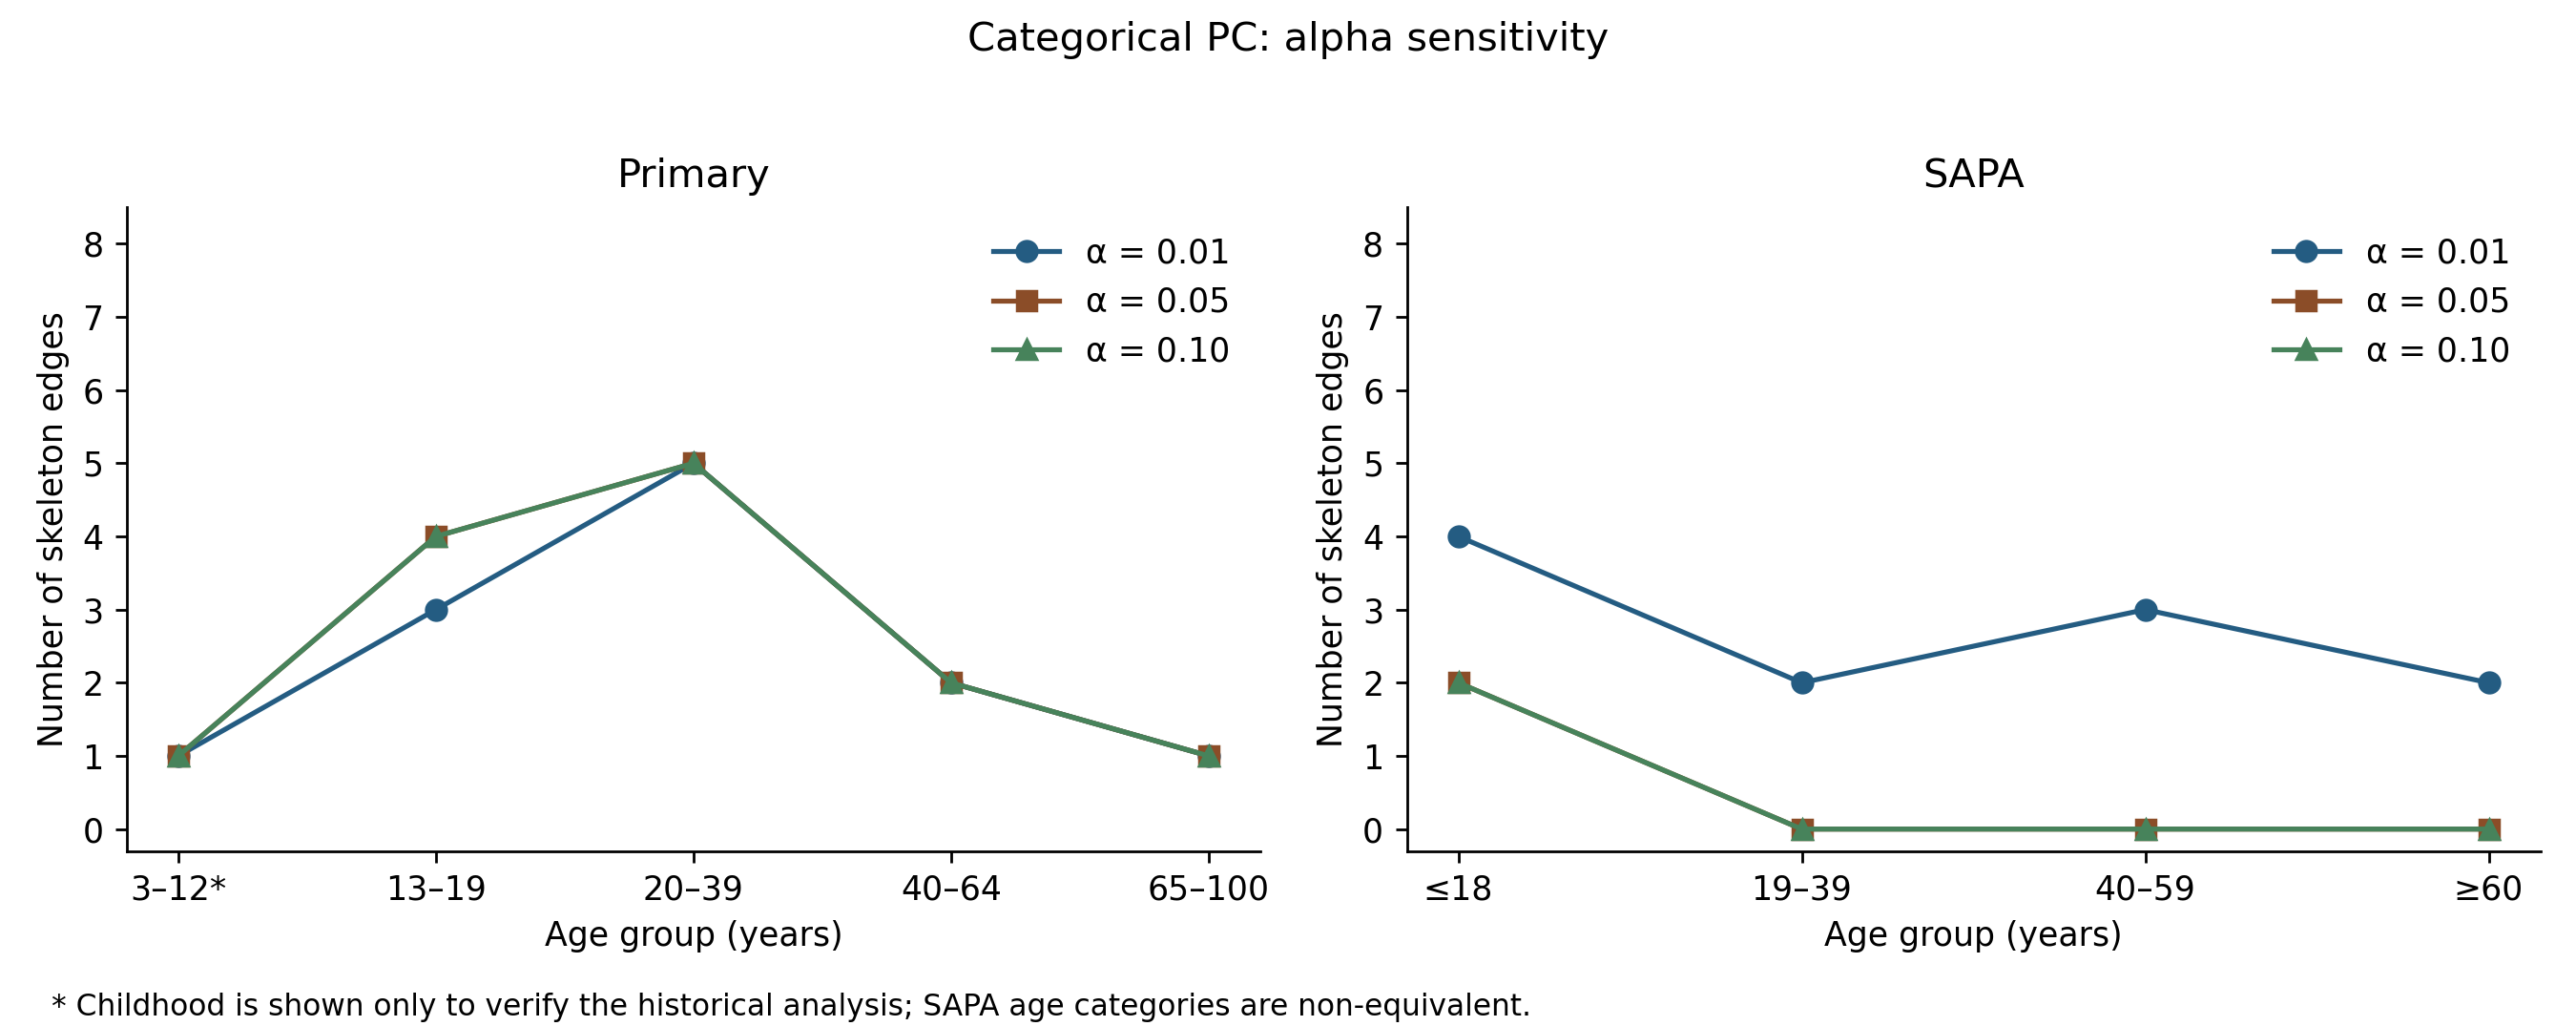 Categorical PC: alpha sensitivity
Primary
Number of skeleton edges
8
7
6
5
4
3
2
1
0
α = 0.01
α = 0.05
α = 0.10
3–12*
13–19
20–39
40–64
65–100
Age group (years)
SAPA
Number of skeleton edges
8
7
6
5
4
3
2
1
0
α = 0.01
α = 0.05
α = 0.10
≤18
19–39
40–59
≥60
Age group (years)
* Childhood is shown only to verify the historical analysis; SAPA age categories are non-equivalent.